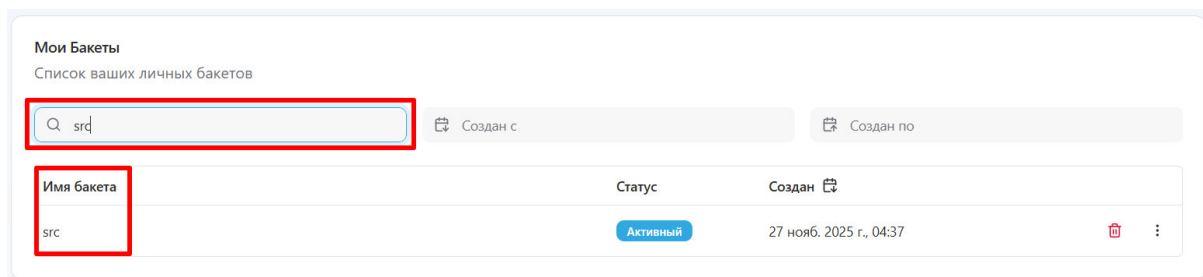 Мои Бакеты
Список ваших личных бакетов
src
Создан с
Создан по
Имя бакета
Статус
Создан
src
Активный
27 нояб. 2025 г., 04:37